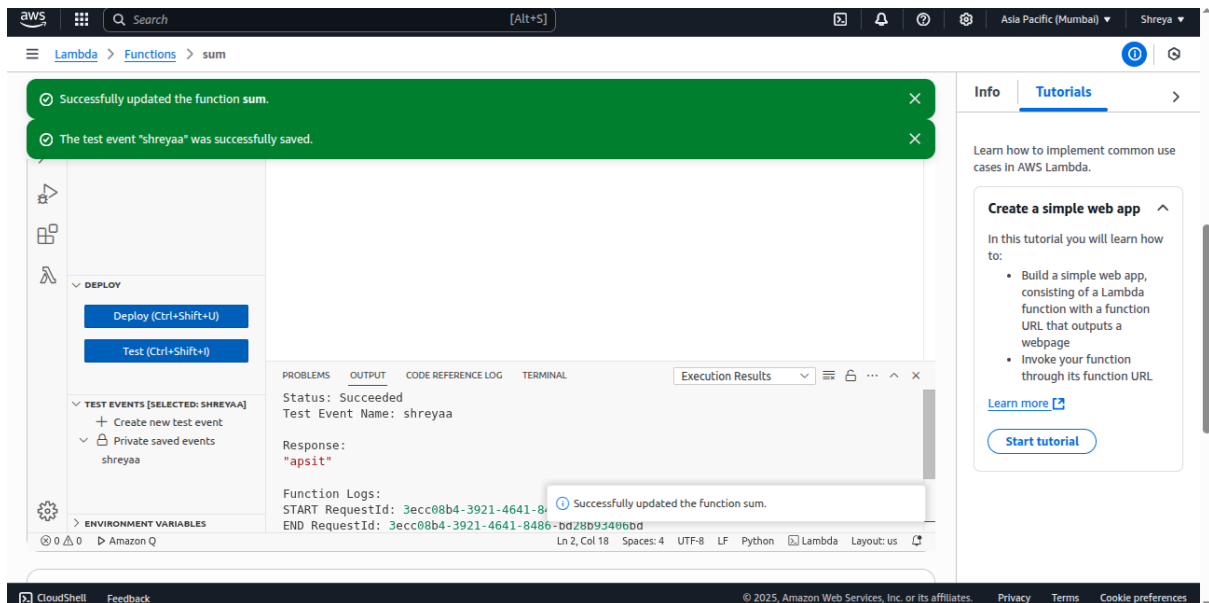 aws
Search [Alt+S]
Asia Pacific (Mumbai) ▼ Shreya ▼
Lambda > Functions > sum
Successfully updated the function sum.
The test event "shreyaa" was successfully saved.
DEPLOY
Deploy (Ctrl+Shift+U)
Test (Ctrl+Shift+I)
TEST EVENTS [SELECTED: SHREYAA]
Create new test event
Private saved events
shreyaa
ENVIRONMENT VARIABLES
PROBLEMS OUTPUT CODE REFERENCE LOG TERMINAL Execution Results
Status: Succeeded
Test Event Name: shreyaa
Response:
"apsit"
Function Logs:
START RequestId: 3ecc08b4-3921-4641-8
END RequestId: 3ecc08b4-3921-4641-8486-bd28b93406bd
Successfully updated the function sum.
0 0 Amazon Q Ln 2, Col 18 Spaces: 4 UTF-8 LF Python Lambda Layout: us
Info Tutorials
Learn how to implement common use
cases in AWS Lambda.
Create a simple web app
In this tutorial you will learn how
to:
• Build a simple web app,
consisting of a Lambda
function with a function
URL that outputs a
webpage
• Invoke your function
through its function URL
Learn more
Start tutorial
CloudShell Feedback © 2025, Amazon Web Services, Inc. or its affiliates. Privacy Terms Cookie preferences